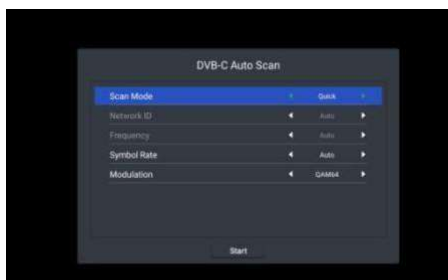 DVB-C Auto Scan
Scan Mode Quick
Network ID Auto
Frequency Auto
Symbol Rate Auto
Modulation QAM64
Start